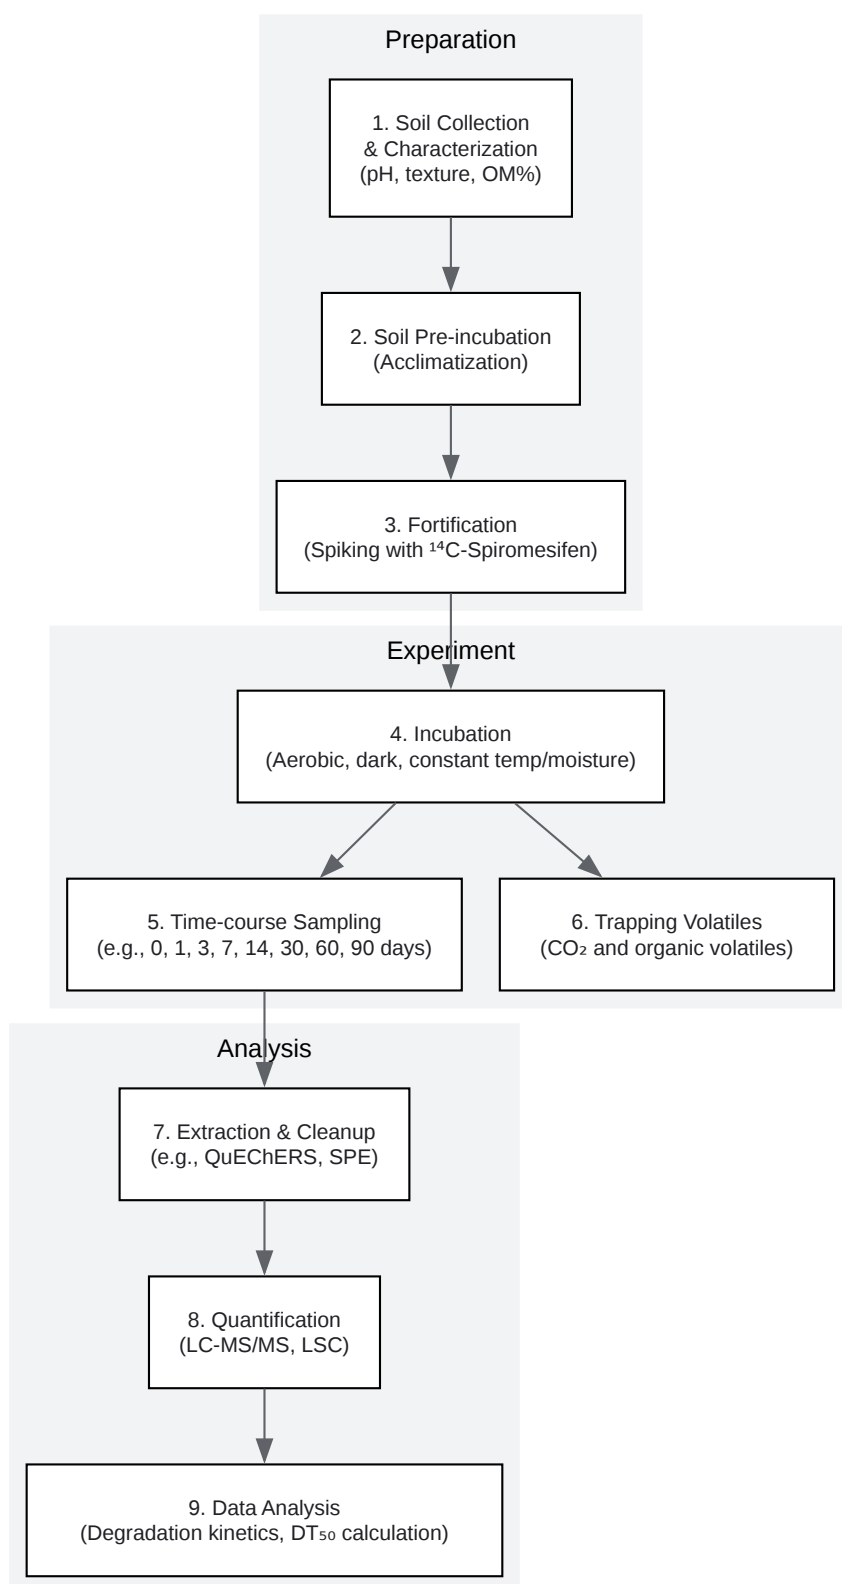 Preparation
1. Soil Collection
& Characterization
(pH, texture, OM%)
2. Soil Pre-incubation
(Acclimatization)
3. Fortification
(Spiking with ¹⁴C-Spiromesifen)
Experiment
4. Incubation
(Aerobic, dark, constant temp/moisture)
5. Time-course Sampling
(e.g., 0, 1, 3, 7, 14, 30, 60, 90 days)
6. Trapping Volatiles
(CO₂ and organic volatiles)
Analysis
7. Extraction & Cleanup
(e.g., QuEChERS, SPE)
8. Quantification
(LC-MS/MS, LSC)
9. Data Analysis
(Degradation kinetics, DT₅₀ calculation)